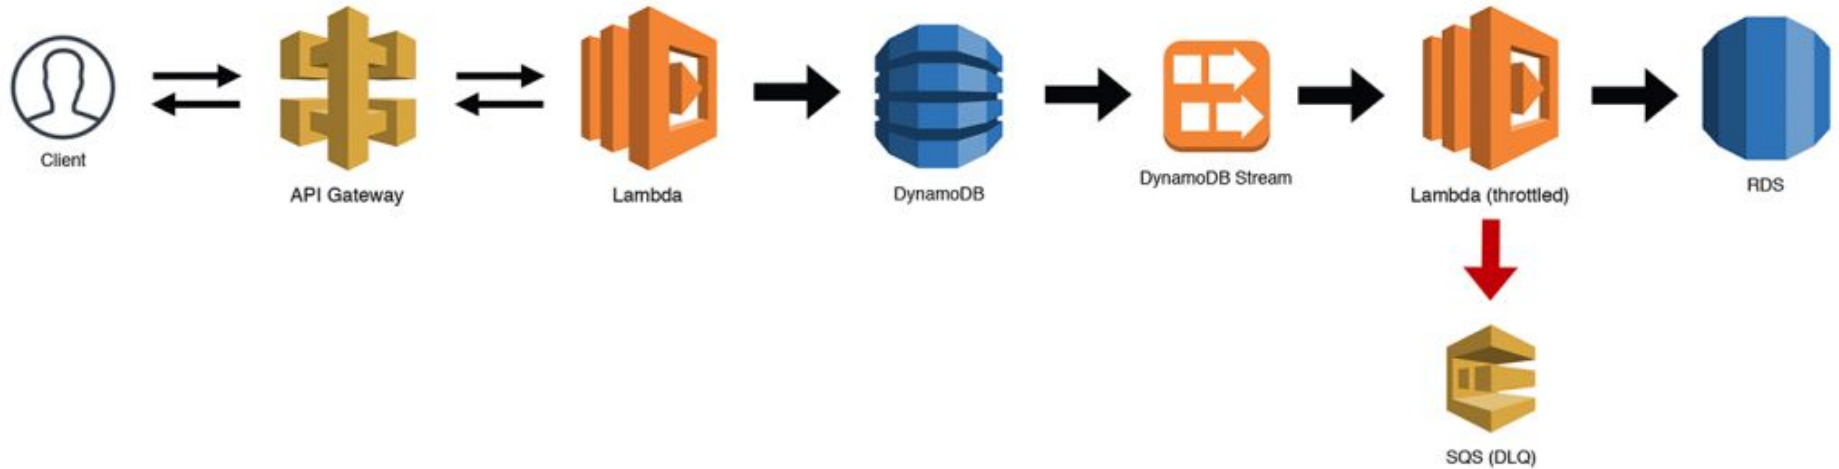 Client
API Gateway
Lambda
DynamoDB
DynamoDB Stream
Lambda (throttled)
RDS
SQS (DLQ)